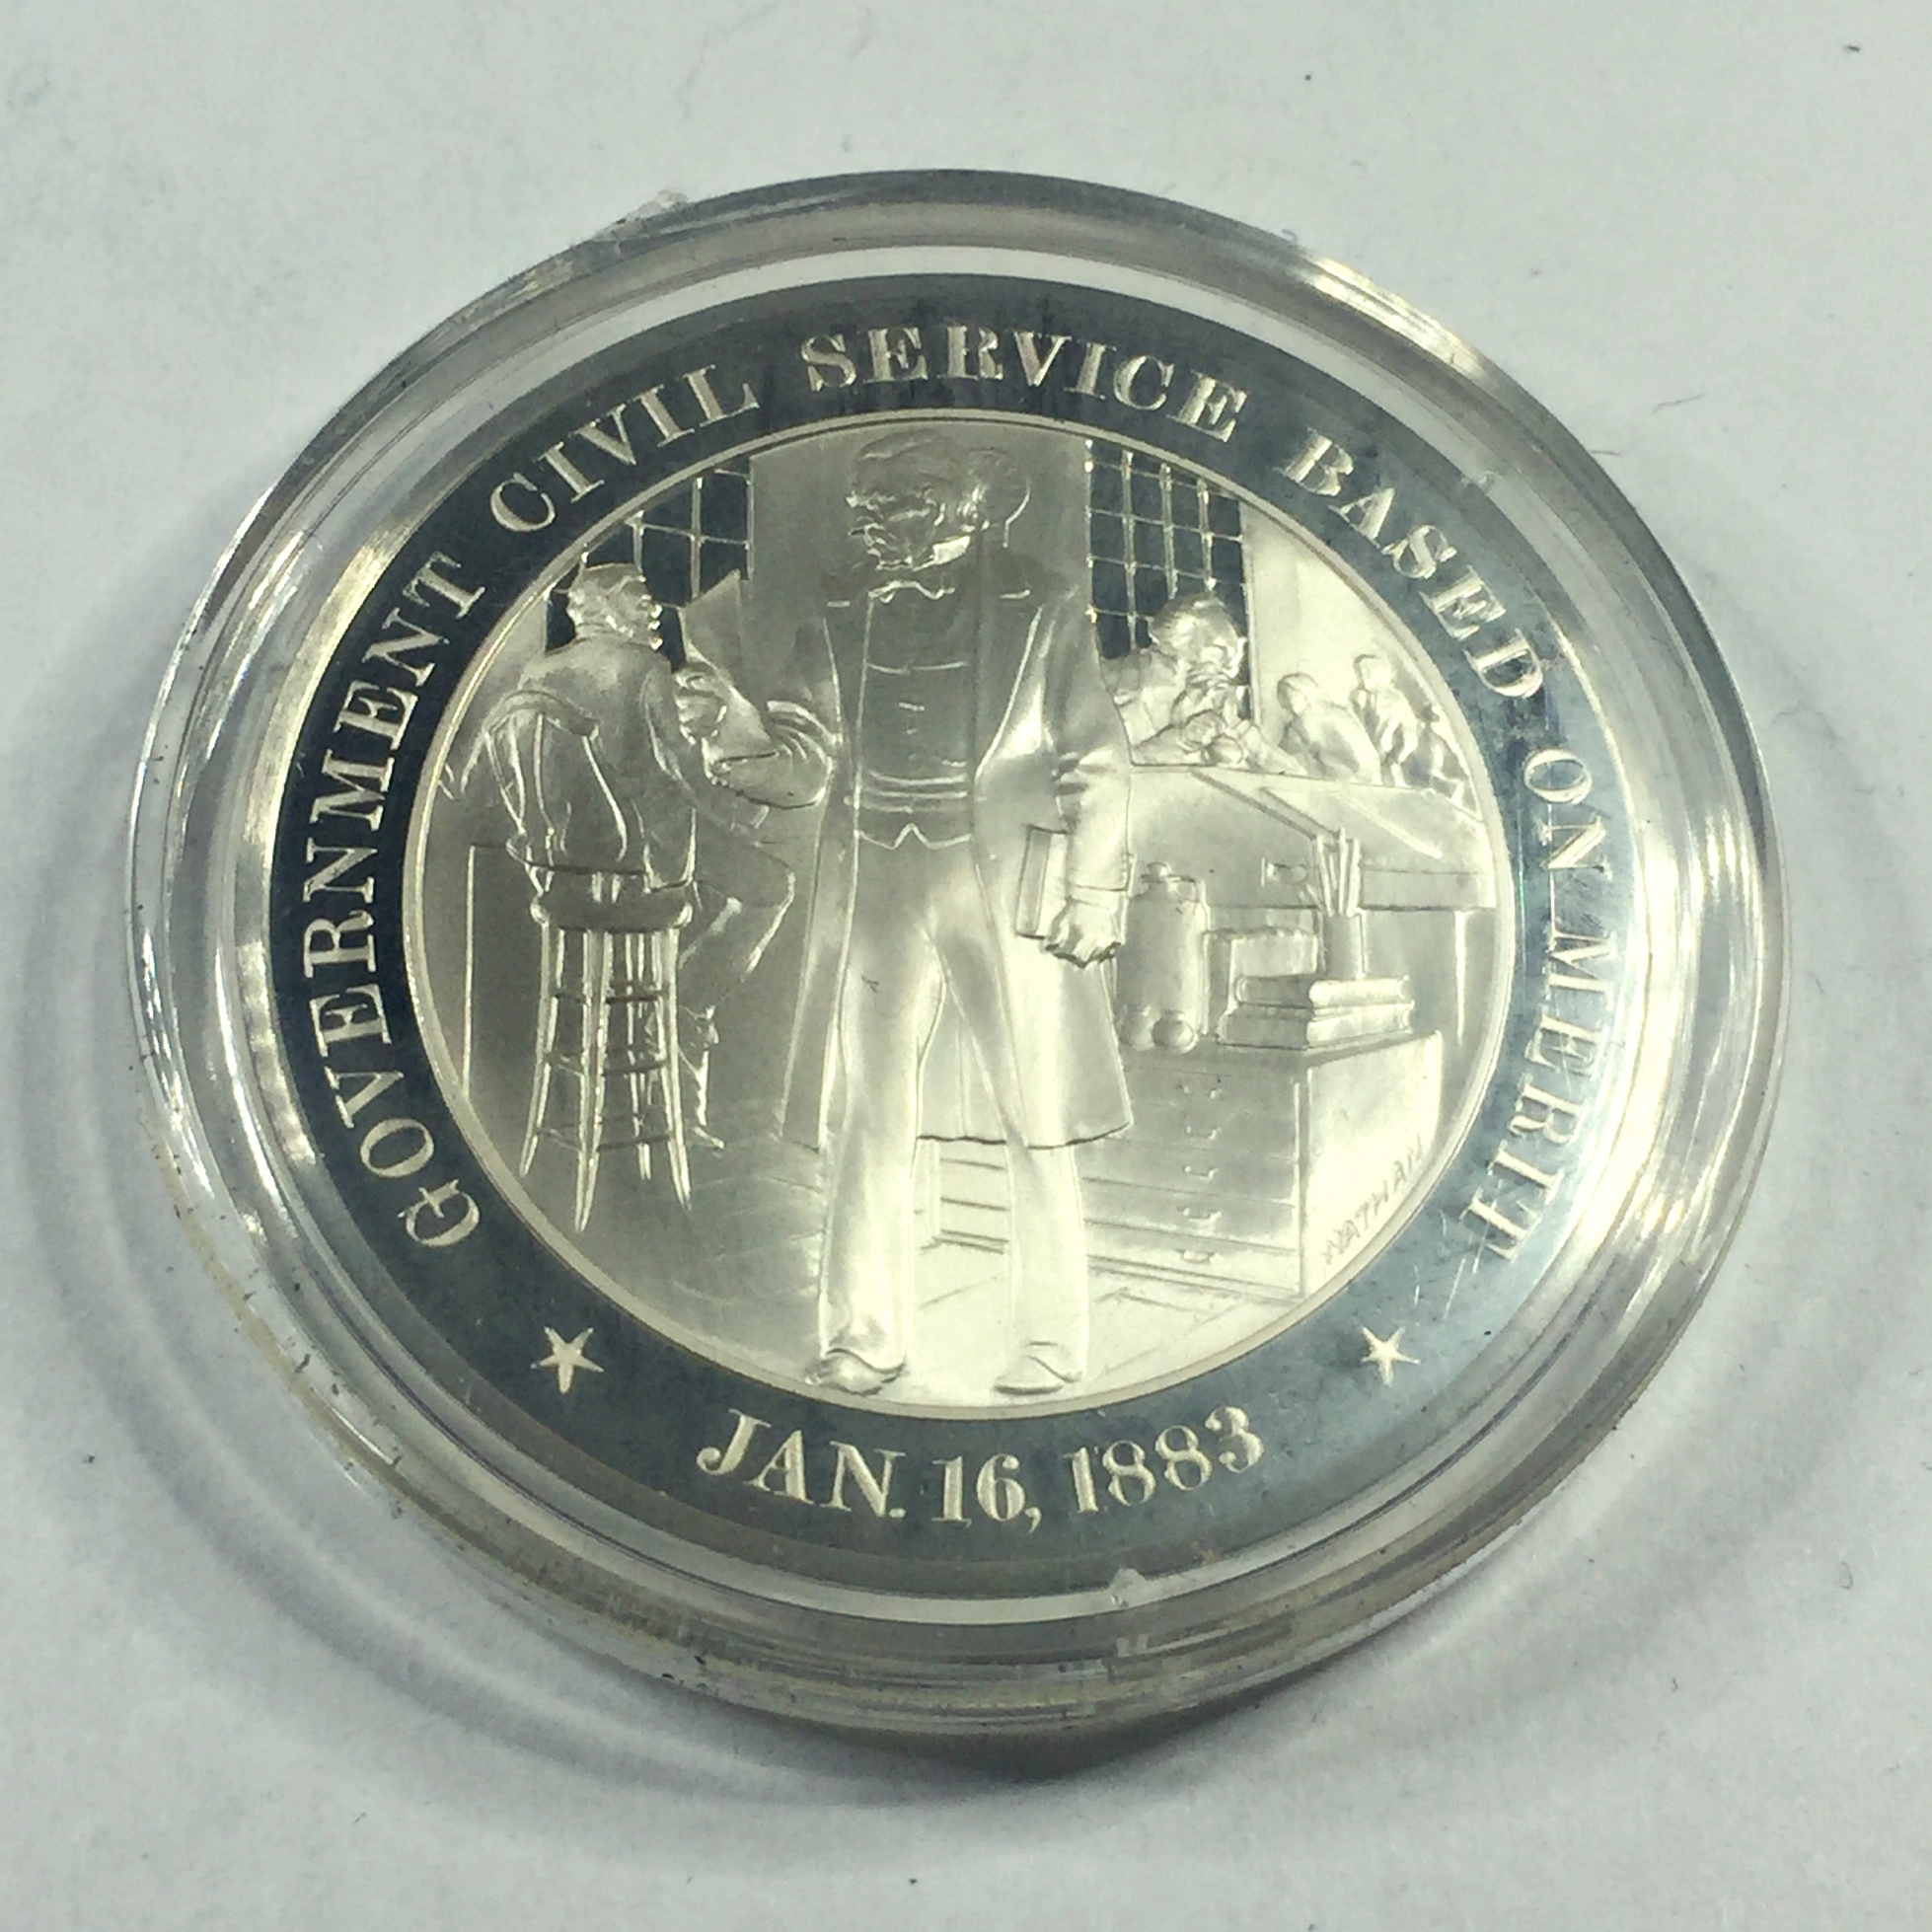 GOVERNMENT CIVIL SERVICE BASED ON MERIT
JAN. 16, 1883
NATHAN